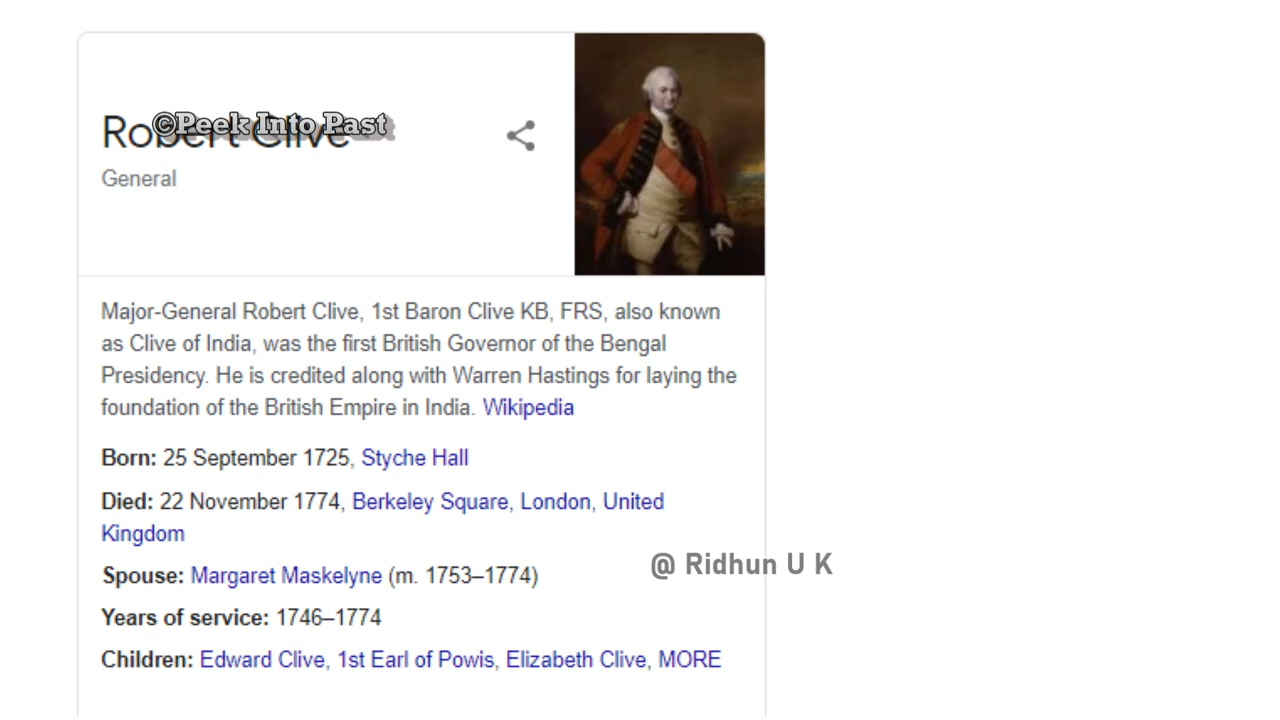 Robert Clive
©Peek Into Past
General
Major-General Robert Clive, 1st Baron Clive KB, FRS, also known
as Clive of India, was the first British Governor of the Bengal
Presidency. He is credited along with Warren Hastings for laying the
foundation of the British Empire in India. Wikipedia
Born: 25 September 1725, Styche Hall
Died: 22 November 1774, Berkeley Square, London, United
Kingdom
@ Ridhun U K
Spouse: Margaret Maskelyne (m. 1753–1774)
Years of service: 1746–1774
Children: Edward Clive, 1st Earl of Powis, Elizabeth Clive, MORE